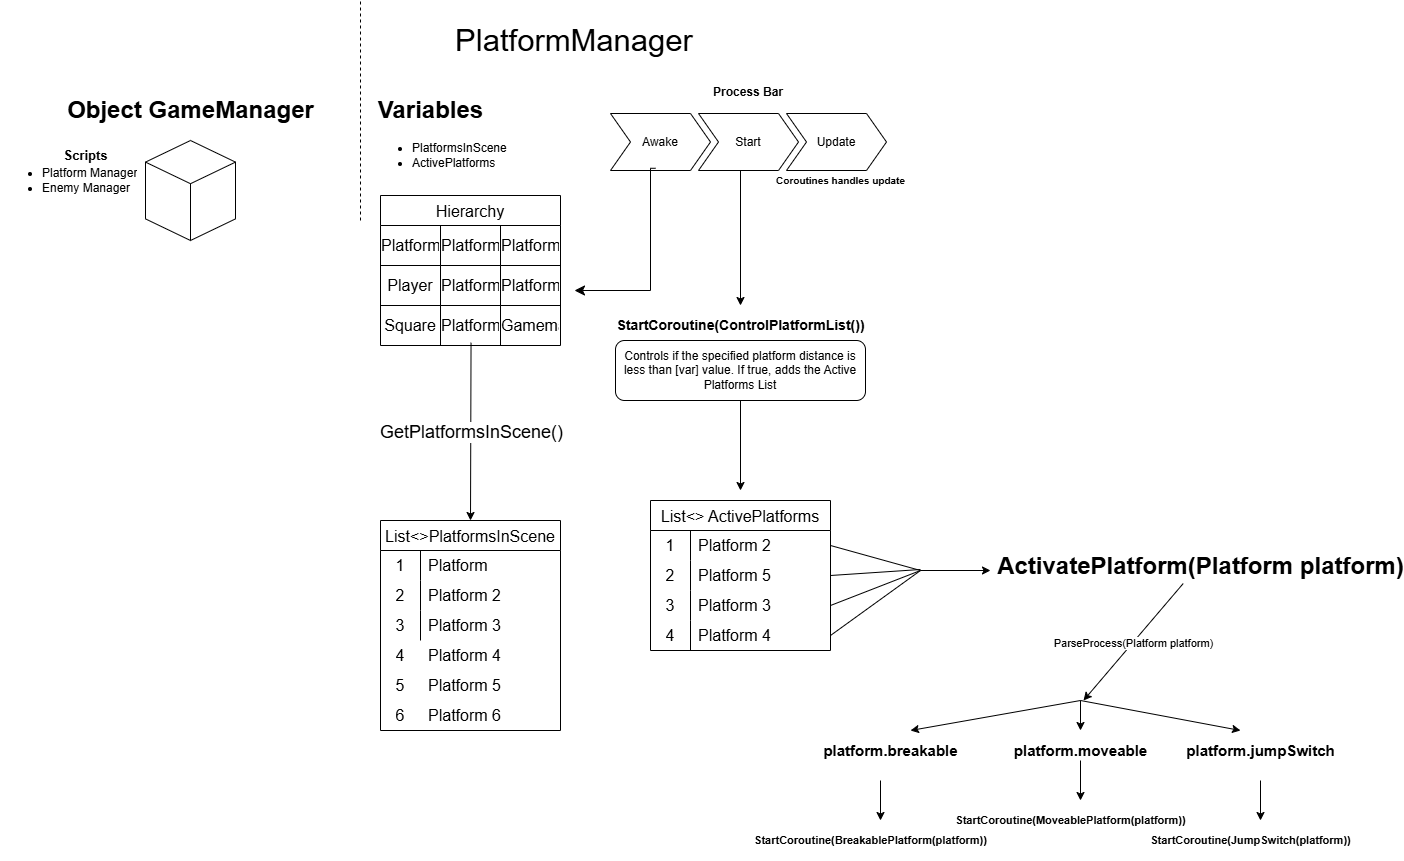 PlatformManager
Object GameManager
Scripts
Platform Manager
Enemy Manager
Variables
PlatformsInScene
ActivePlatforms
Process Bar
Awake
Start
Update
Coroutines handles update
Hierarchy
Platform Platform Platform
Player Platform Platform
Square Platform Gamem
GetPlatformsInScene()
List<>PlatformsInScene
1 Platform
2 Platform 2
3 Platform 3
4 Platform 4
5 Platform 5
6 Platform 6
StartCoroutine(ControlPlatformList())
Controls if the specified platform distance is
less than [var] value. If true, adds the Active
Platforms List
List<> ActivePlatforms
1 Platform 2
2 Platform 5
3 Platform 3
4 Platform 4
ActivatePlatform(Platform platform)
ParseProcess(Platform platform)
platform.breakable
platform.moveable
platform.jumpSwitch
StartCoroutine(BreakablePlatform(platform))
StartCoroutine(MoveablePlatform(platform))
StartCoroutine(JumpSwitch(platform))